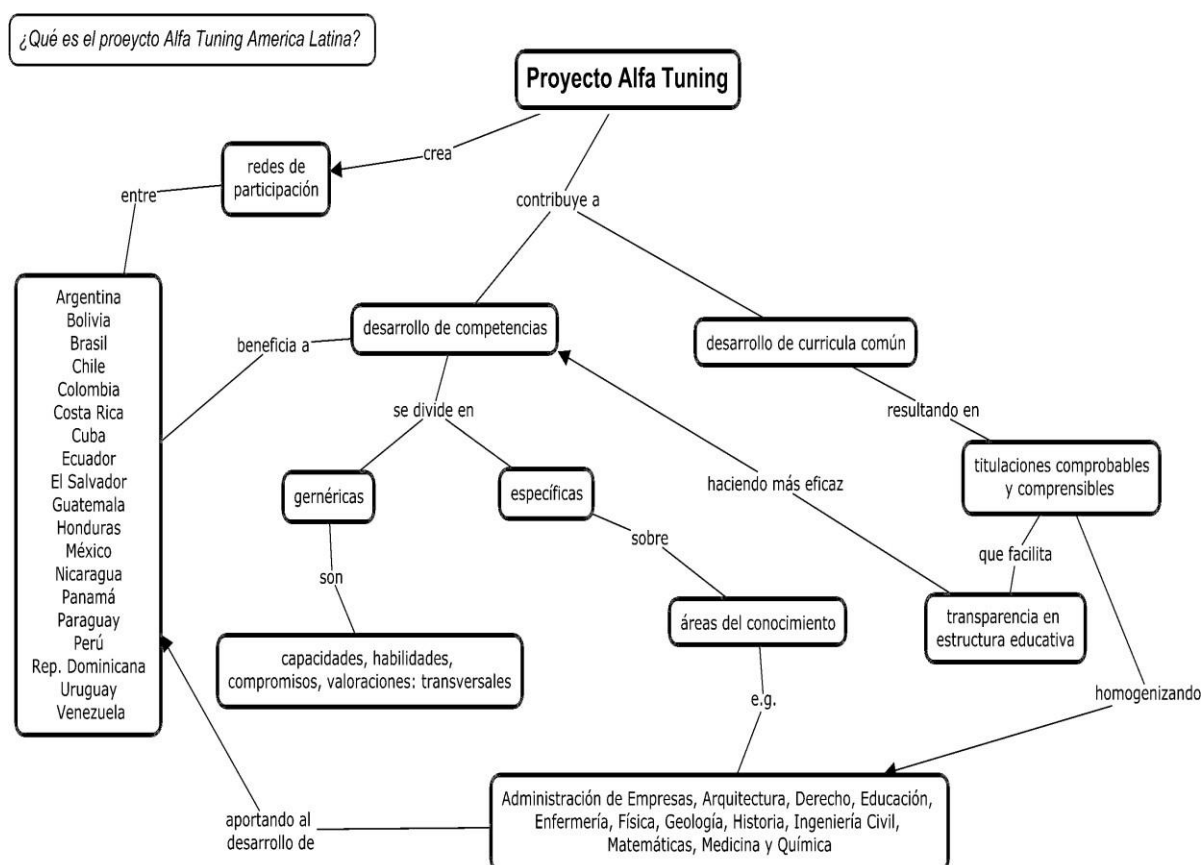 ¿Qué es el proeycto Alfa Tuning America Latina?
Proyecto Alfa Tuning
crea
redes de
participación
entre
contribuye a
Argentina
Bolivia
Brasil
Chile
Colombia
Costa Rica
Cuba
Ecuador
El Salvador
Guatemala
Honduras
México
Nicaragua
Panamá
Paraguay
Perú
Rep. Dominicana
Uruguay
Venezuela
beneficia a
desarrollo de competencias
desarrollo de curricula común
se divide en
resultando en
gernéricas
específicas
haciendo más eficaz
titulaciones comprobables
y comprensibles
son
sobre
que facilita
capacidades, habilidades,
compromisos, valoraciones: transversales
áreas del conocimiento
transparencia en
estructura educativa
e.g.
homogenizando
aportando al
desarrollo de
Administración de Empresas, Arquitectura, Derecho, Educación,
Enfermería, Física, Geología, Historia, Ingeniería Civil,
Matemáticas, Medicina y Química